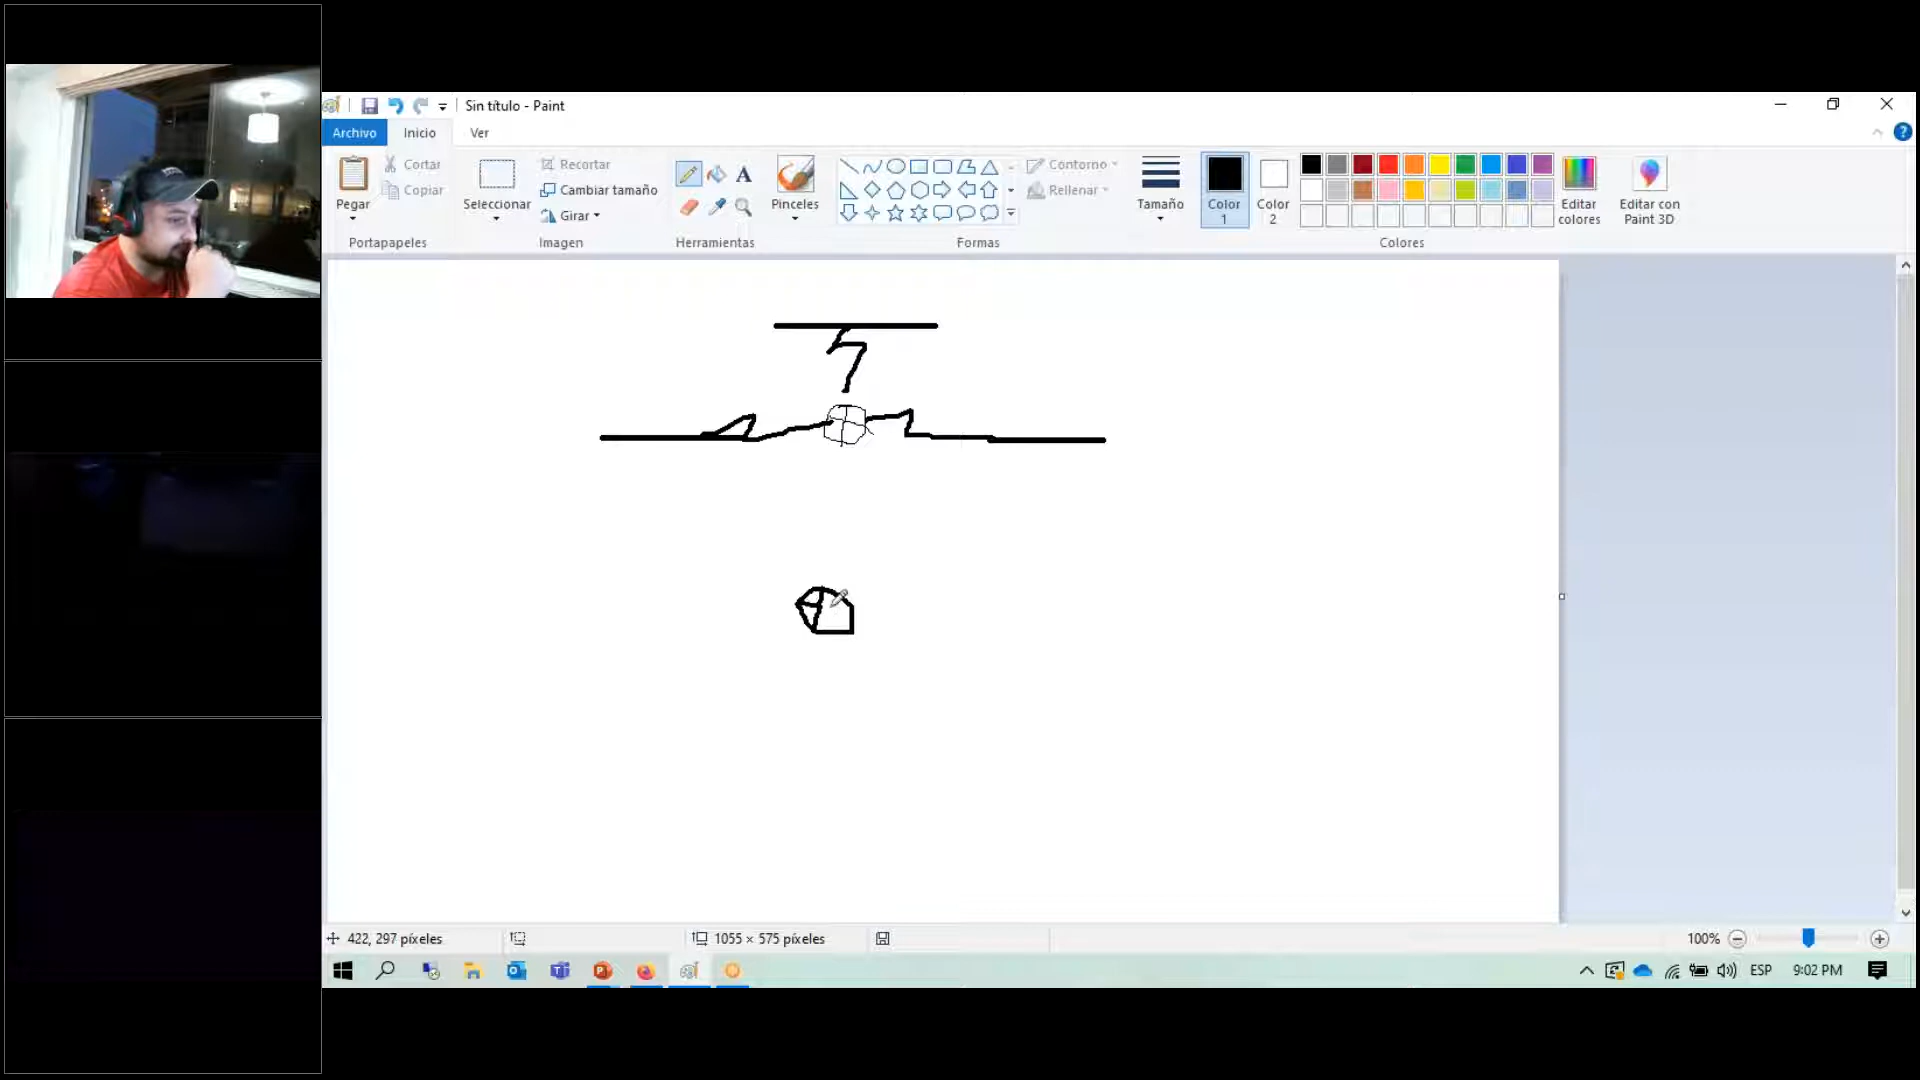 Sin título - Paint
Archivo Inicio Ver
Pegar
Cortar
Copiar
Portapapeles
Seleccionar
Recortar
Cambiar tamaño
Girar
Imagen
A
Herramientas
Pinceles
Formas
Contorno
Rellenar
Tamaño
Color
1
Color
2
Colores
Editar
colores
Editar con
Paint 3D
422, 297 píxeles
1055 × 575 píxeles
100%
ESP
9:02 PM